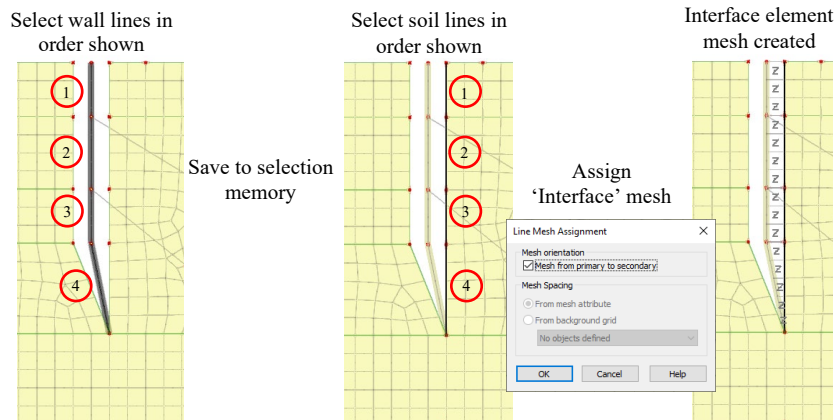 Select wall lines in
order shown
1
2
3
4
Save to selection
memory
Select soil lines in
order shown
1
2
3
4
Assign
‘Interface’ mesh
Line Mesh Assignment
Mesh orientation
Mesh from primary to secondary
Mesh Spacing
From mesh attribute
From background grid
No objects defined
OK
Cancel
Help
Interface element
mesh created
Z
Z
Z
Z
Z
Z
Z
Z
Z
Z
Z
Z
Z
Z